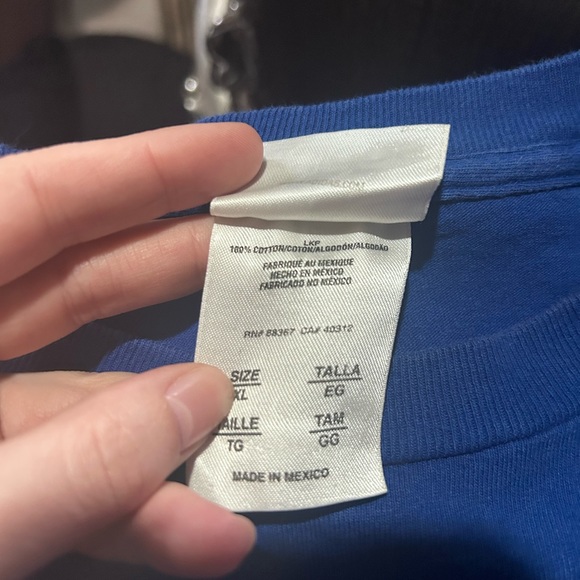 LKP
100% COTTON/COTON/ALGODÓN/ALGODÃO
FABRIQUÉ AU MEXIQUE
HECHO EN MÉXICO
FABRICADO NO MÉXICO
RN# 58367 CA# 40312
SIZE TALLA
XL EG
AILLE TAM
TG GG
MADE IN MEXICO